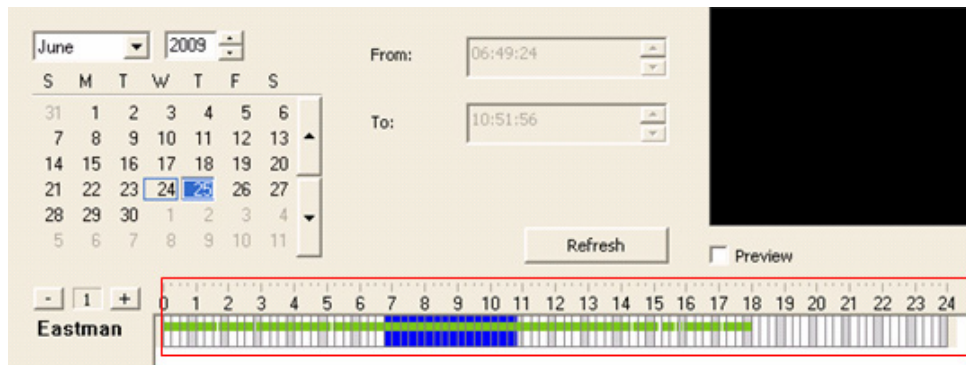 June 2009
S M T W T F S
31 1 2 3 4 5 6
7 8 9 10 11 12 13
14 15 16 17 18 19 20
21 22 23 24 25 26 27
28 29 30 1 2 3 4
5 6 7 8 9 10 11
From: 06:49:24
To: 10:51:56
Refresh
Preview
- 1 +
0 1 2 3 4 5 6 7 8 9 10 11 12 13 14 15 16 17 18 19 20 21 22 23 24
Eastman